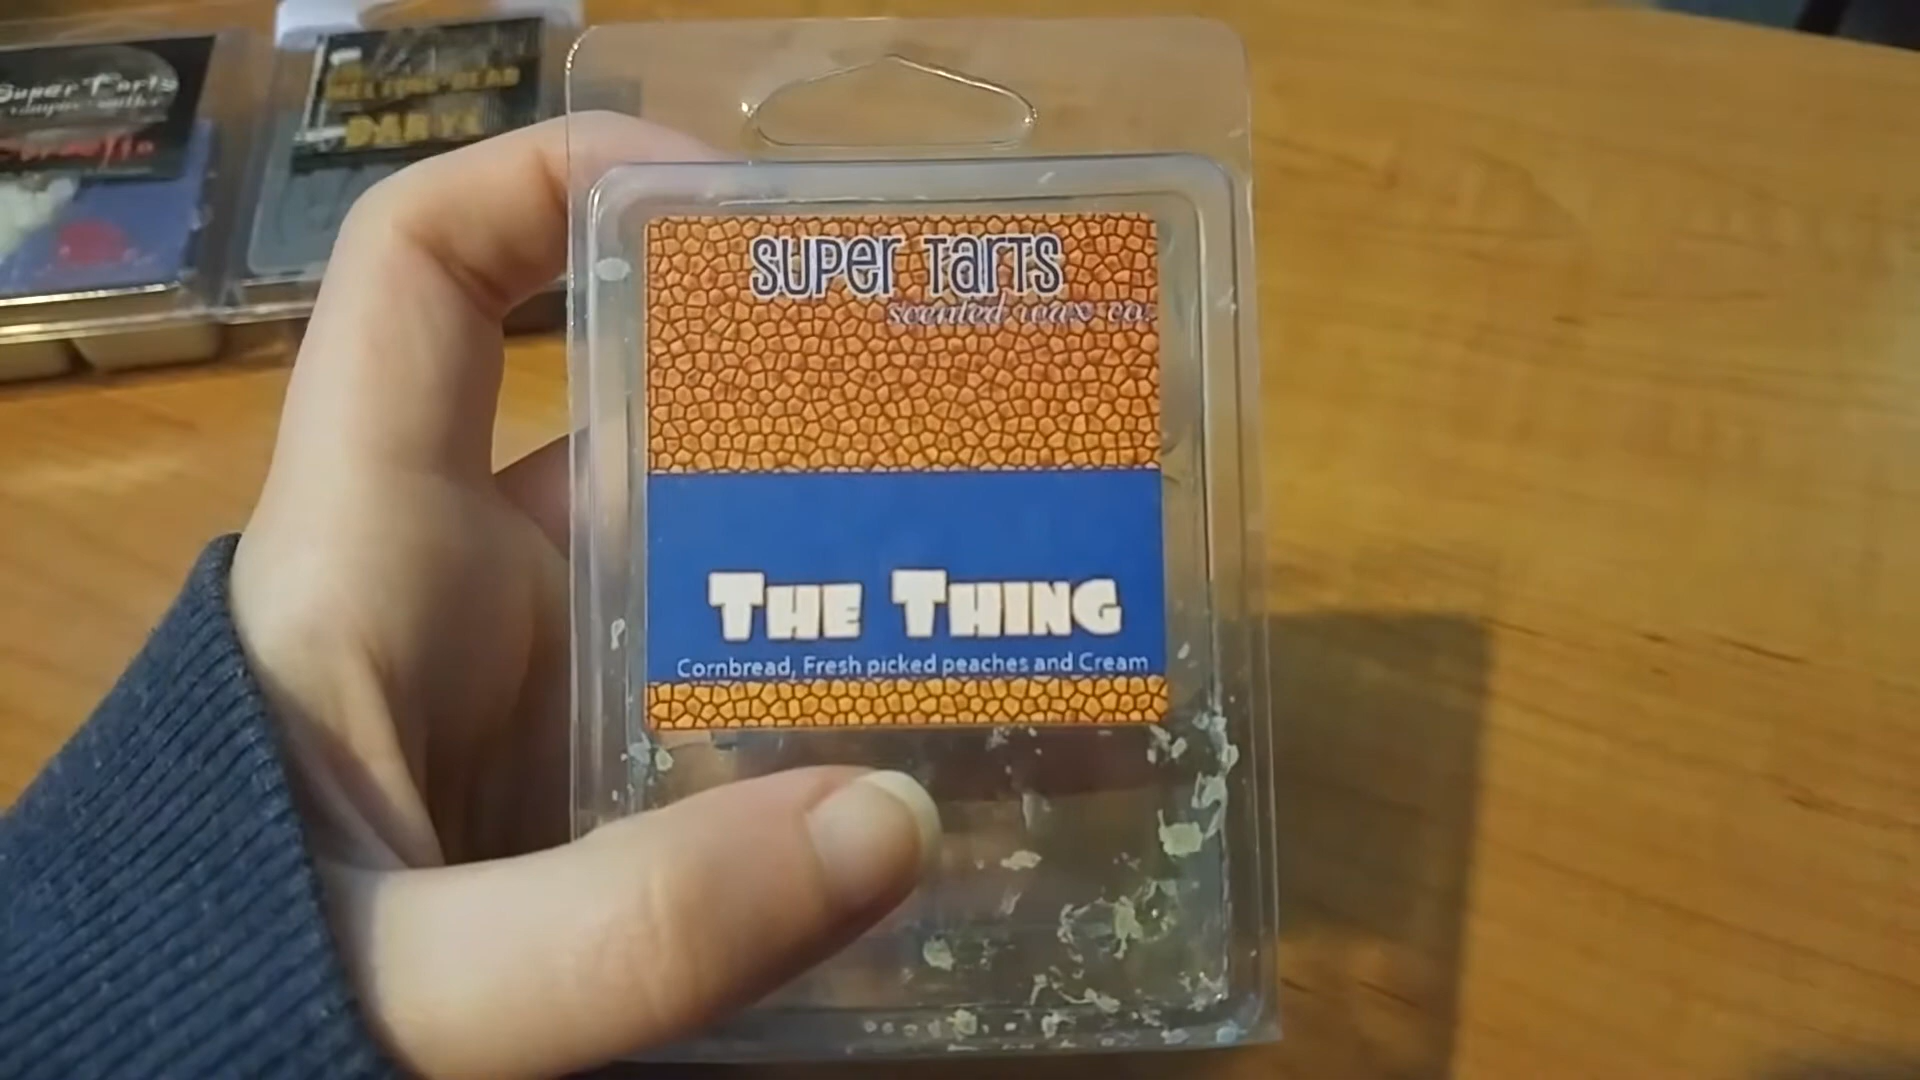 Super Tarts
DARYL
SUPer TarTS
scented wax co.
THE THING
Cornbread, Fresh picked peaches and Cream